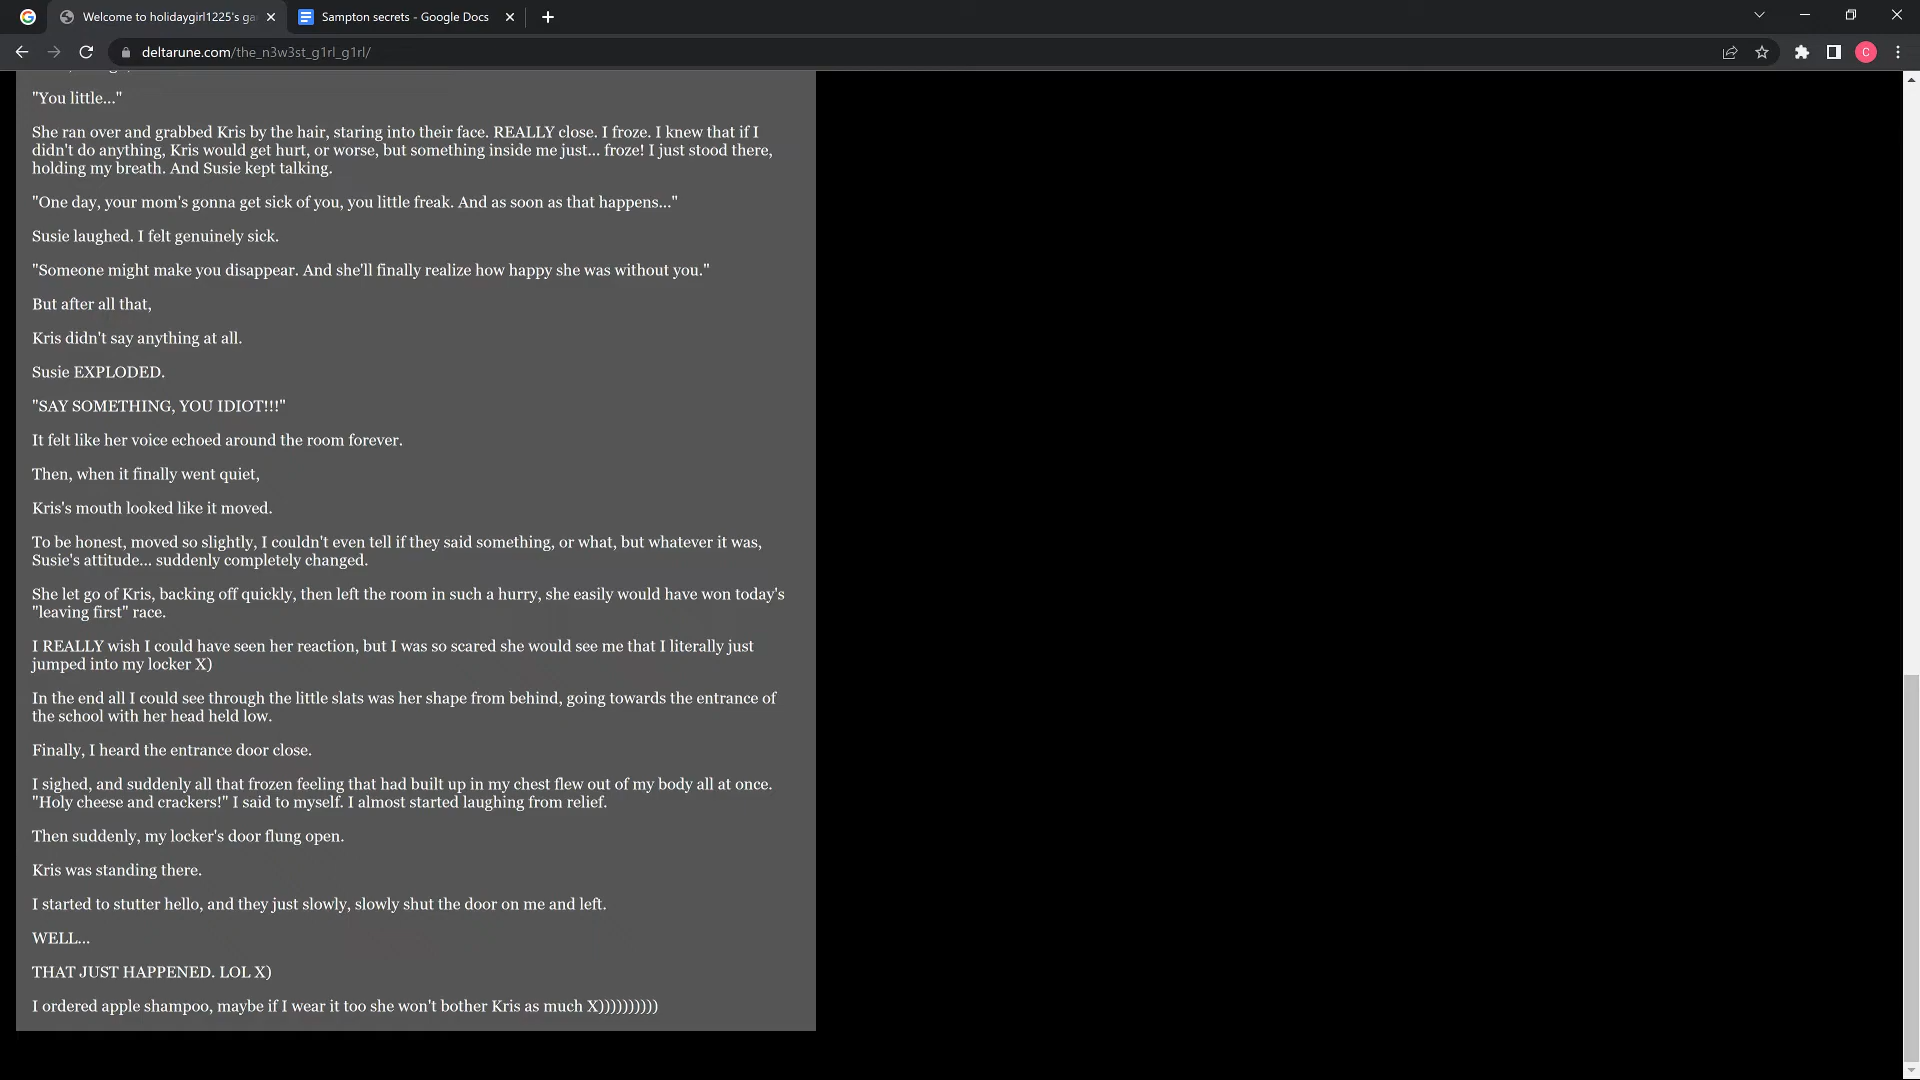 Welcome to holidaygirl1225's ga
Sampton secrets - Google Docs
deltarune.com/the_n3w3st_g1rl_g1rl/
C
"You little..."
She ran over and grabbed Kris by the hair, staring into their face. REALLY close. I froze. I knew that if I
didn't do anything, Kris would get hurt, or worse, but something inside me just... froze! I just stood there,
holding my breath. And Susie kept talking.
"One day, your mom's gonna get sick of you, you little freak. And as soon as that happens..."
Susie laughed. I felt genuinely sick.
"Someone might make you disappear. And she'll finally realize how happy she was without you."
But after all that,
Kris didn't say anything at all.
Susie EXPLODED.
"SAY SOMETHING, YOU IDIOT!!!"
It felt like her voice echoed around the room forever.
Then, when it finally went quiet,
Kris's mouth looked like it moved.
To be honest, moved so slightly, I couldn't even tell if they said something, or what, but whatever it was,
Susie's attitude... suddenly completely changed.
She let go of Kris, backing off quickly, then left the room in such a hurry, she easily would have won today's
"leaving first" race.
I REALLY wish I could have seen her reaction, but I was so scared she would see me that I literally just
jumped into my locker X)
In the end all I could see through the little slats was her shape from behind, going towards the entrance of
the school with her head held low.
Finally, I heard the entrance door close.
I sighed, and suddenly all that frozen feeling that had built up in my chest flew out of my body all at once.
"Holy cheese and crackers!" I said to myself. I almost started laughing from relief.
Then suddenly, my locker's door flung open.
Kris was standing there.
I started to stutter hello, and they just slowly, slowly shut the door on me and left.
WELL...
THAT JUST HAPPENED. LOL X)
I ordered apple shampoo, maybe if I wear it too she won't bother Kris as much X))))))))))